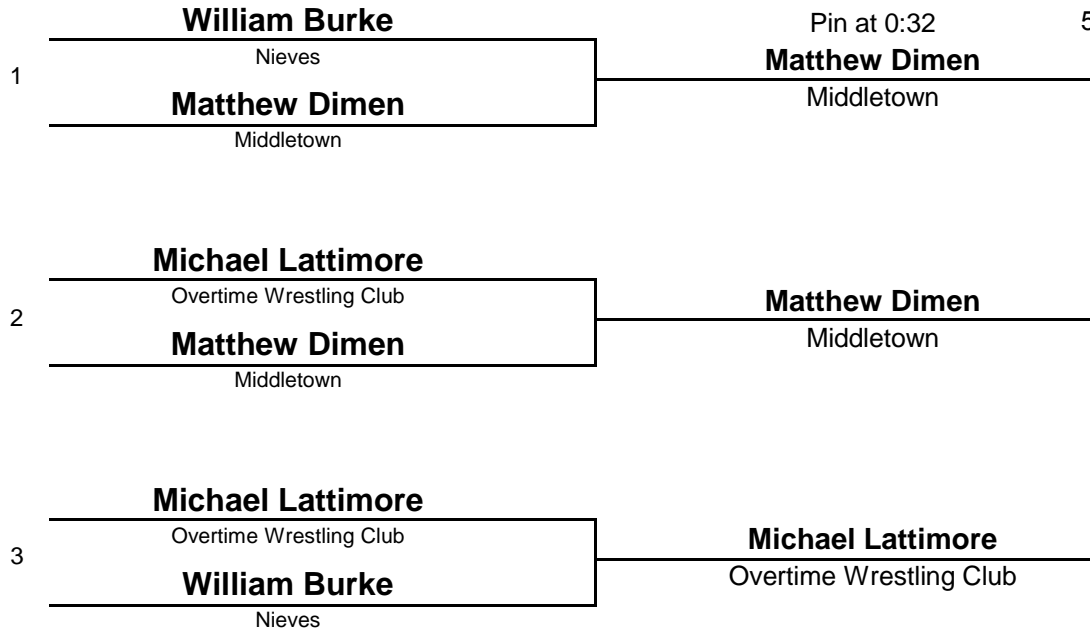 William Burke
Nieves
1
Matthew Dimen
Middletown
Pin at 0:32
Matthew Dimen
Middletown
Michael Lattimore
Overtime Wrestling Club
2
Matthew Dimen
Middletown
Matthew Dimen
Middletown
Michael Lattimore
Overtime Wrestling Club
3
William Burke
Nieves
Michael Lattimore
Overtime Wrestling Club